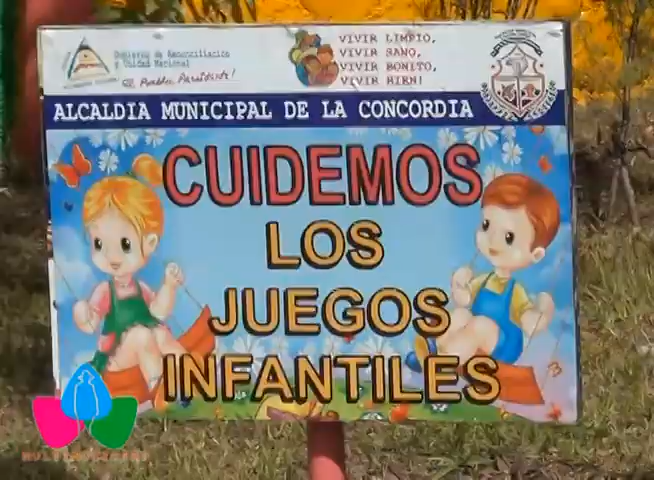 Gobierno de Reconciliación
y Unidad Nacional
El Pueblo, Presidente!
VIVIR LIMPIO,
VIVIR SANO,
VIVIR BONITO,
VIVIR BIEN!
ALCALDIA MUNICIPAL DE LA CONCORDIA
CUIDEMOS
LOS
JUEGOS
INFANTILES